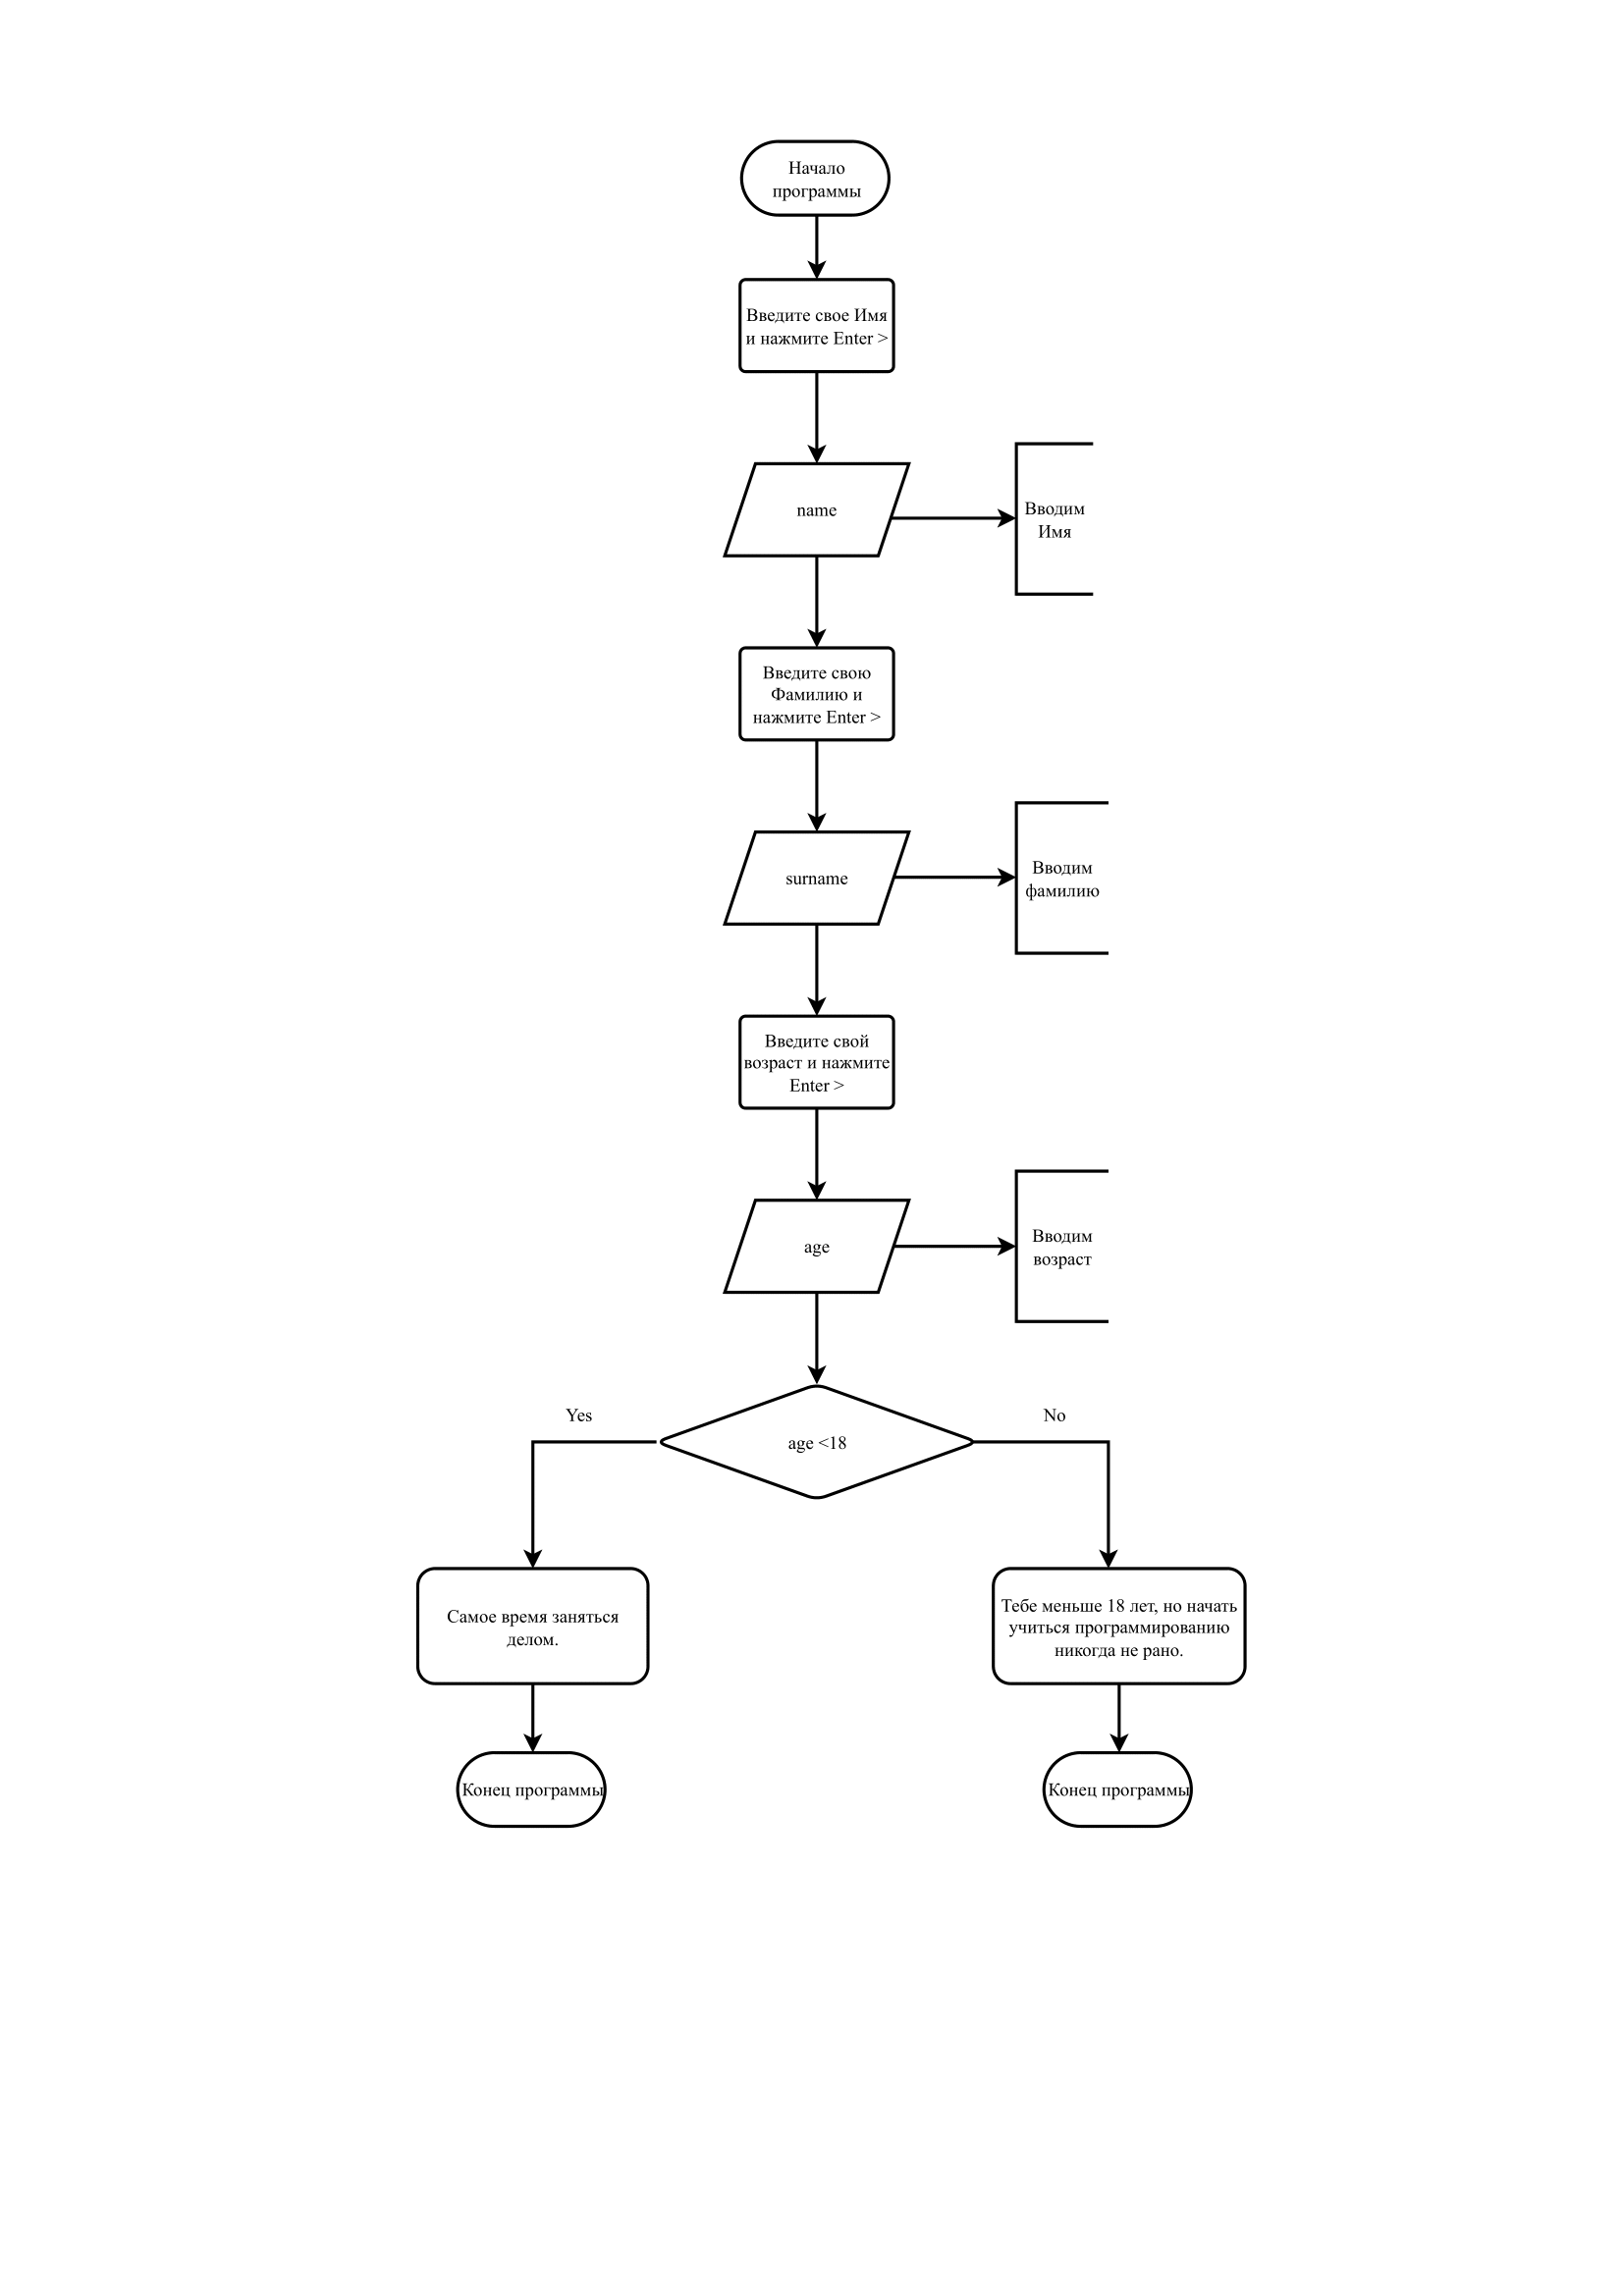 Начало
программы
Введите свое Имя
и нажмите Enter >
name
Вводим
Имя
Введите свою
Фамилию и
нажмите Enter >
surname
Вводим
фамилию
Введите свой
возраст и нажмите
Enter >
age
Вводим
возраст
Yes
age <18
No
Самое время заняться
делом.
Тебе меньше 18 лет, но начать
учиться программированию
никогда не рано.
Конец программы
Конец программы